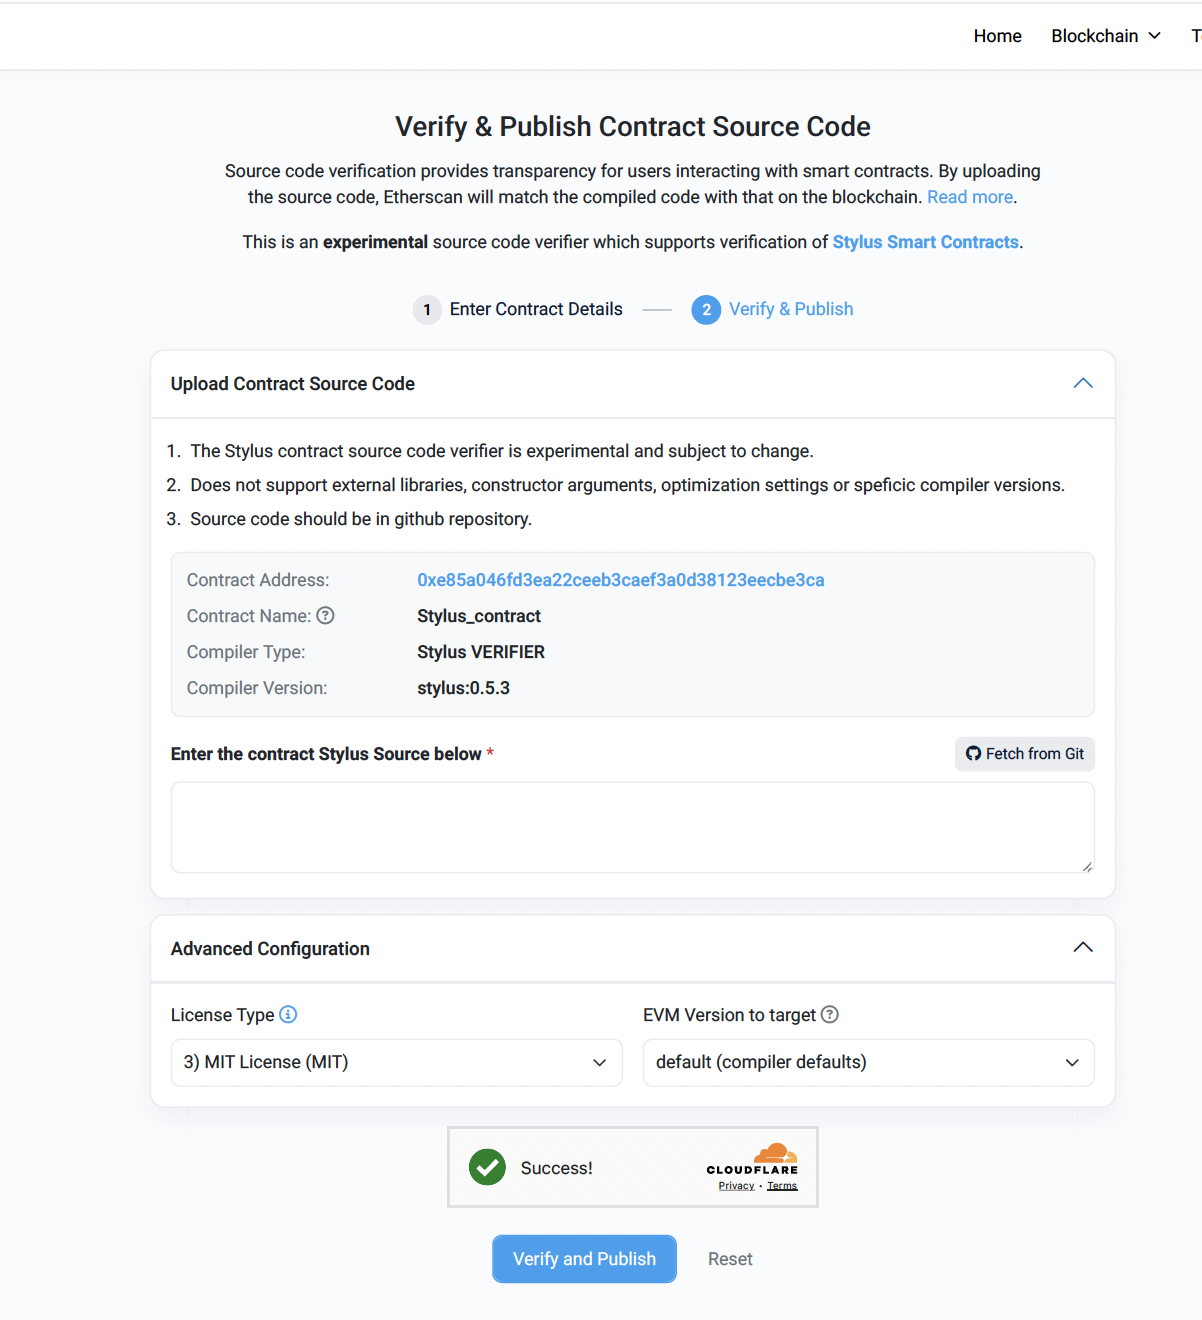 Home Blockchain
Verify & Publish Contract Source Code
Source code verification provides transparency for users interacting with smart contracts. By uploading
the source code, Etherscan will match the compiled code with that on the blockchain. Read more.
This is an experimental source code verifier which supports verification of Stylus Smart Contracts.
1 Enter Contract Details 2 Verify & Publish
Upload Contract Source Code
1. The Stylus contract source code verifier is experimental and subject to change.
2. Does not support external libraries, constructor arguments, optimization settings or speficic compiler versions.
3. Source code should be in github repository.
Contract Address: 0xe85a046fd3ea22ceeb3caef3a0d38123eecbe3ca
Contract Name: Stylus_contract
Compiler Type: Stylus VERIFIER
Compiler Version: stylus:0.5.3
Enter the contract Stylus Source below * Fetch from Git
Advanced Configuration
License Type EVM Version to target
3) MIT License (MIT) default (compiler defaults)
Success! CLOUDFLARE
Privacy • Terms
Verify and Publish Reset